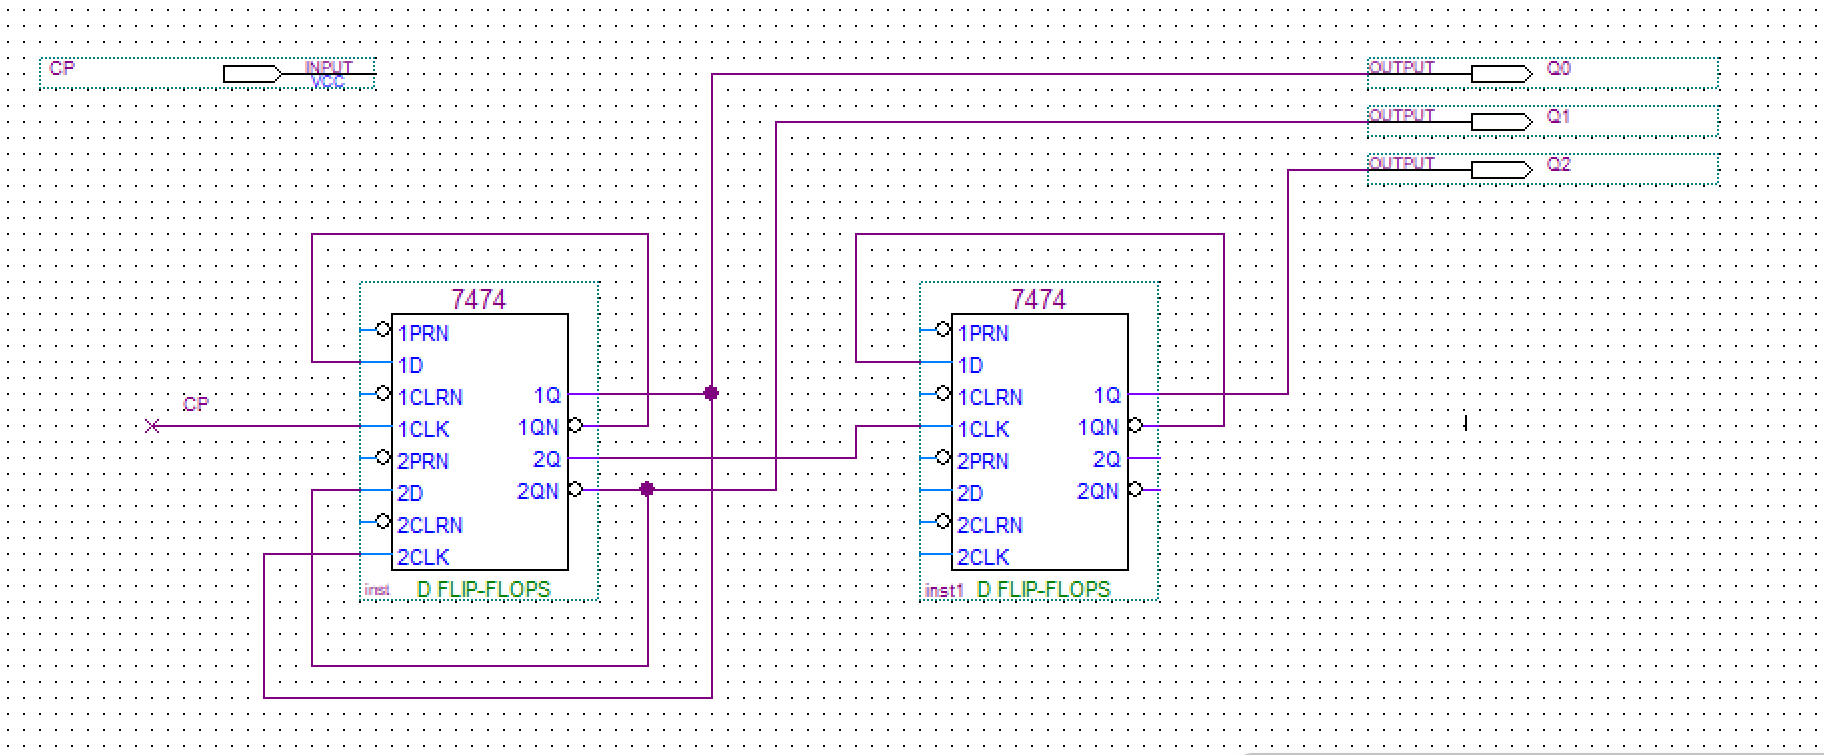 CP
INPUT
VCC
OUTPUT
Q0
OUTPUT
Q1
OUTPUT
Q2
7474
1PRN
1D
1CLRN
1Q
CP
1CLK
1QN
2PRN
2Q
2D
2QN
2CLRN
2CLK
inst
D FLIP-FLOPS
7474
1PRN
1D
1CLRN
1Q
1CLK
1QN
2PRN
2Q
2D
2QN
2CLRN
2CLK
inst1
D FLIP-FLOPS